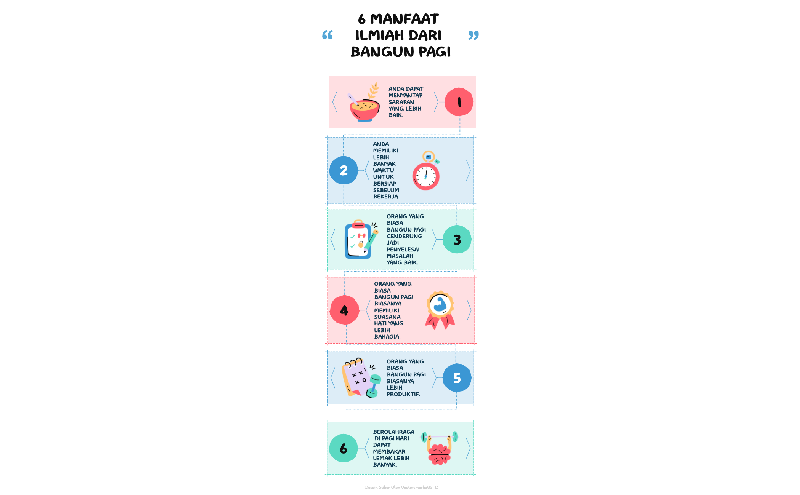 6 MANFAAT
ILMIAH DARI
BANGUN PAGI
“
”
ANDA DAPAT
MENYANTAP
SARAPAN
YANG LEBIH
BAIK.
1
2
ANDA
MEMILIKI
LEBIH
BANYAK
WAKTU
UNTUK
BERSIAP
SEBELUM
BEKERJA
ORANG YANG
BIASA
BANGUN PAGI
CENDERUNG
JADI
PENYELESAI
MASALAH
YANG BAIK.
3
4
ORANG YANG
BIASA
BANGUN PAGI
BIASANYA
MEMILIKI
SUASANA
HATI YANG
LEBIH
BAHAGIA
ORANG YANG
BIASA
BANGUN PAGI
BIASANYA
LEBIH
PRODUKTIF.
5
6
BEROLAHRAGA
DI PAGI HARI
DAPAT
MEMBAKAR
LEMAK LEBIH
BANYAK.